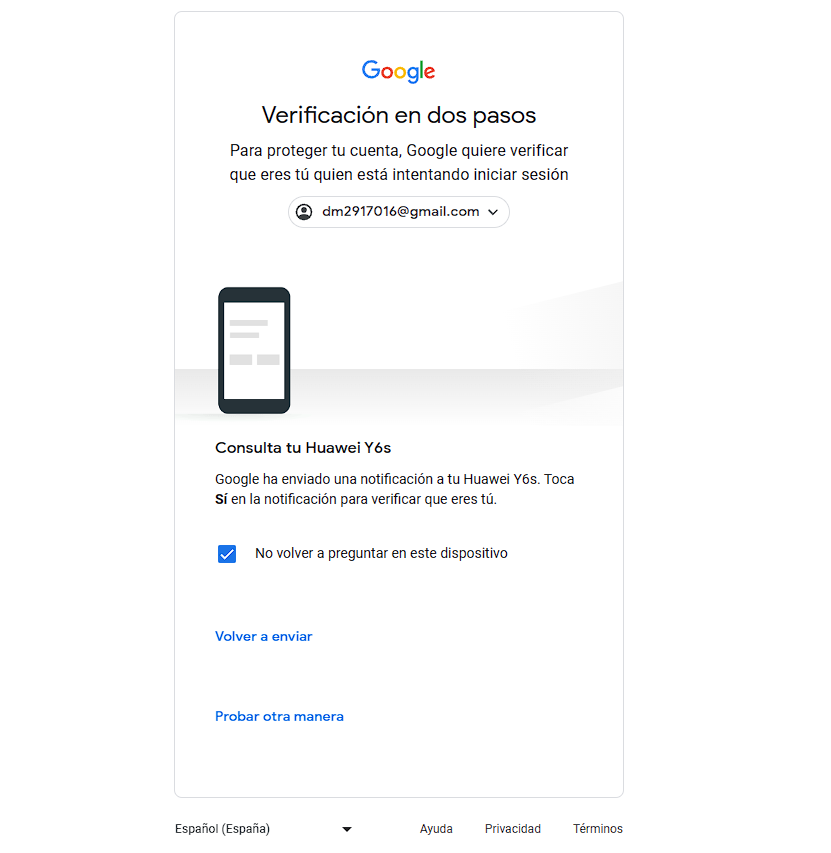 Google
Verificación en dos pasos
Para proteger tu cuenta, Google quiere verificar
que eres tú quien está intentando iniciar sesión
dm2917016@gmail.com
Consulta tu Huawei Y6s
Google ha enviado una notificación a tu Huawei Y6s. Toca
Sí en la notificación para verificar que eres tú.
No volver a preguntar en este dispositivo
Volver a enviar
Probar otra manera
Español (España) Ayuda Privacidad Términos